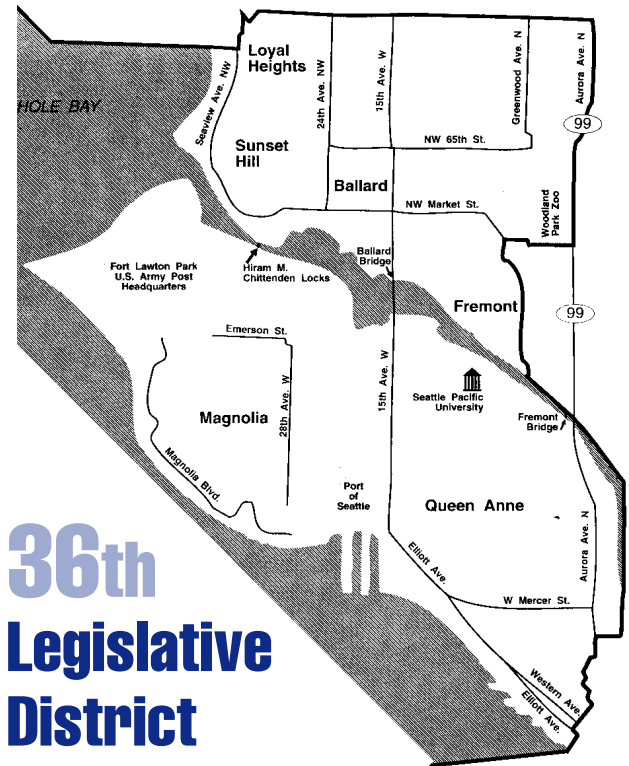 Loyal
Heights
24th Ave. NW
15th Ave. W
Greenwood Ave. N
Aurora Ave. N
HOLE BAY
Seaview Ave. NW
99
NW 65th St.
Sunset
Hill
Ballard
NW Market St.
Woodland
Park Zoo
Fort Lawton Park
U.S. Army Post
Headquarters
Hiram M.
Chittenden Locks
Ballard
Bridge
Fremont
99
Emerson St.
15th Ave. W
28th Ave. W
Seattle Pacific
University
Magnolia
Fremont
Bridge
Magnolia Blvd.
Port
of
Seattle
Queen Anne
Aurora Ave. N
Elliott Ave.
W Mercer St.
Western Ave.
Elliott Ave.
36th
Legislative
District